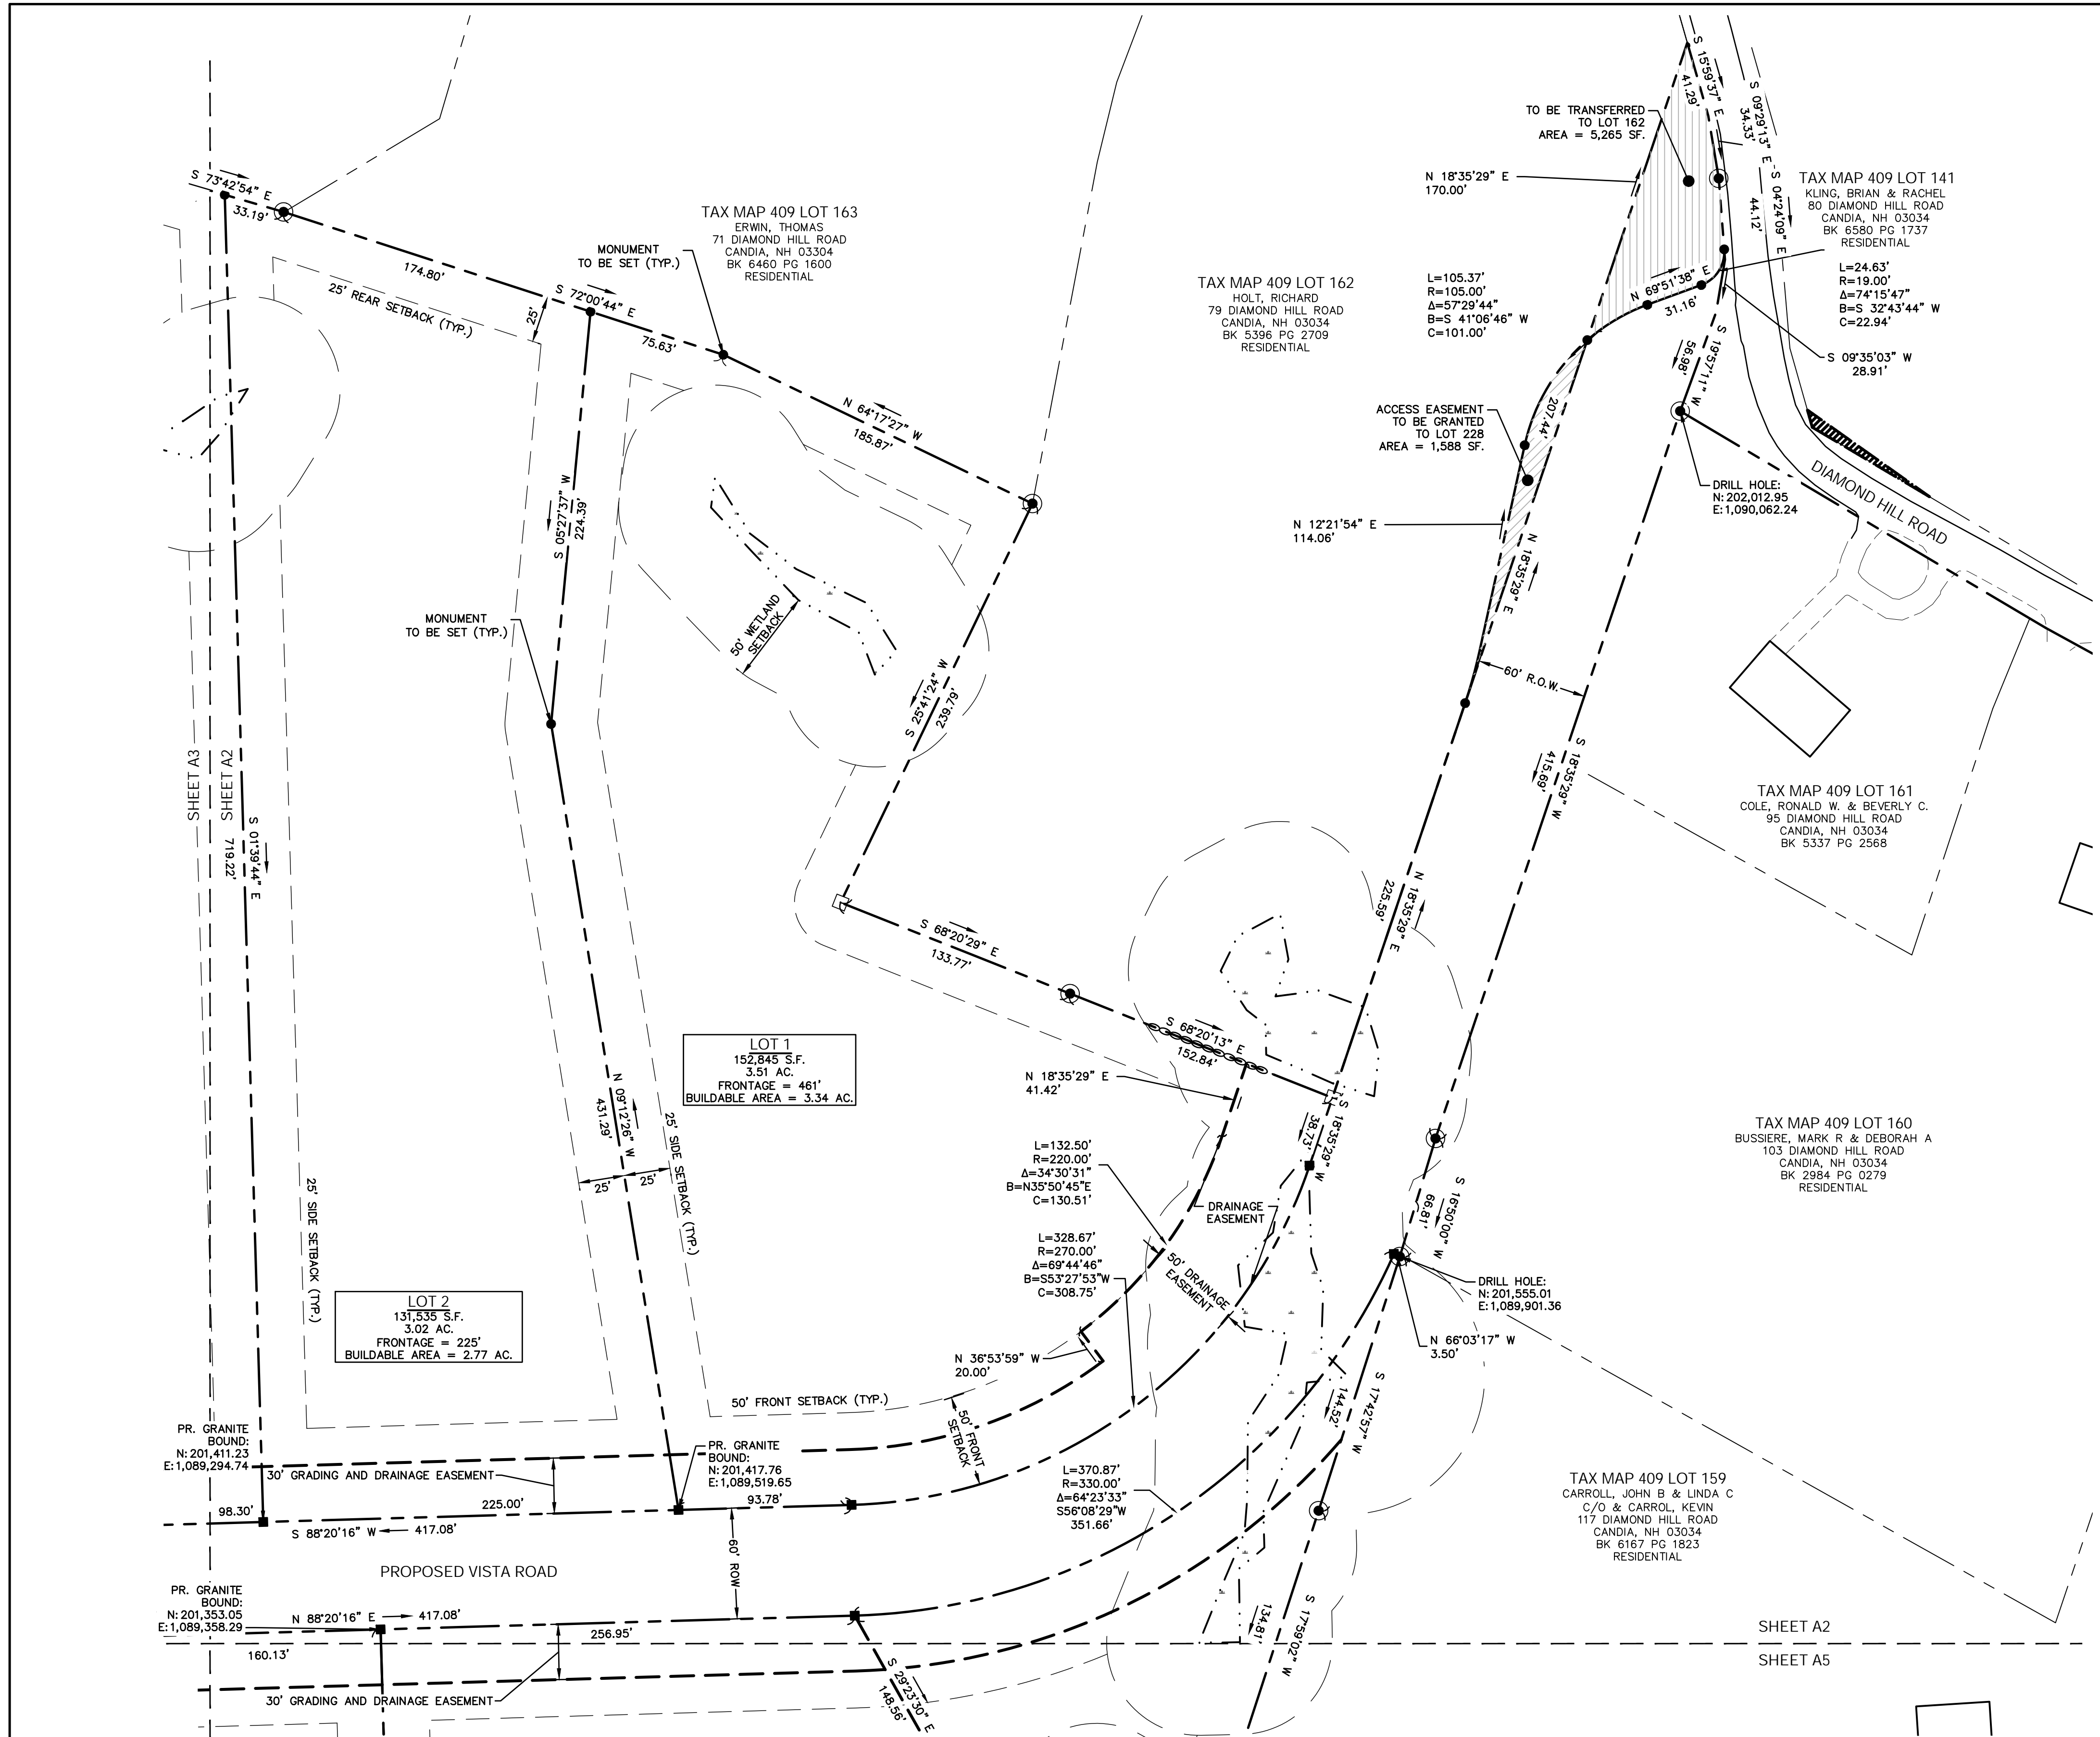 S 73°42'54" E
33.19'
174.80'
25' REAR SETBACK (TYP.)
25'
S 72°00'44" E
75.63'
MONUMENT
TO BE SET (TYP.)
TAX MAP 409 LOT 163
ERWIN, THOMAS
71 DIAMOND HILL ROAD
CANDIA, NH 03304
BK 6460 PG 1600
RESIDENTIAL
N 64°17'27" W
185.87'
S 05°27'37" W
224.39'
50' WETLAND
SETBACK
MONUMENT
TO BE SET (TYP.)
S 25°41'24" W
239.79'
TAX MAP 409 LOT 162
HOLT, RICHARD
79 DIAMOND HILL ROAD
CANDIA, NH 03034
BK 5396 PG 2709
RESIDENTIAL
TO BE TRANSFERRED
TO LOT 162
AREA = 5,265 SF.
N 18°35'29" E
170.00'
S 15°59'37" E
41.29'
S 09°29'13" E
34.33'
S 04°24'09" E
44.12'
TAX MAP 409 LOT 141
KLING, BRIAN & RACHEL
80 DIAMOND HILL ROAD
CANDIA, NH 03034
BK 6580 PG 1737
RESIDENTIAL
L=24.63'
R=19.00'
Δ=74°15'47"
B=S 32°43'44" W
C=22.94'
L=105.37'
R=105.00'
Δ=57°29'44"
B=S 41°06'46" W
C=101.00'
N 69°51'38" E
31.16'
S 09°35'03" W
28.91'
S 19°57'11" W
56.98'
207.44'
ACCESS EASEMENT
TO BE GRANTED
TO LOT 228
AREA = 1,588 SF.
N 12°21'54" E
114.06'
N 18°35'29" E
DRILL HOLE:
N: 202,012.95
E: 1,090,062.24
DIAMOND HILL ROAD
60' R.O.W.
S 18°35'29" W
415.69'
TAX MAP 409 LOT 161
COLE, RONALD W. & BEVERLY C.
95 DIAMOND HILL ROAD
CANDIA, NH 03034
BK 5337 PG 2568
SHEET A3
SHEET A2
S 01°39'44" E
719.22'
S 68°20'29" E
133.77'
N 18°35'29" E
225.59'
S 68°20'13" E
152.84'
LOT 1
152,845 S.F.
3.51 AC.
FRONTAGE = 461'
BUILDABLE AREA = 3.34 AC.
N 18°35'29" E
41.42'
S 18°35'29" W
38.73'
N 09°12'26" W
431.29'
25'
25'
25' SIDE SETBACK (TYP.)
25' SIDE SETBACK (TYP.)
L=132.50'
R=220.00'
Δ=34°30'31"
B=N35°50'45"E
C=130.51'
DRAINAGE
EASEMENT
50' DRAINAGE
EASEMENT
S 16°50'00" W
66.81'
TAX MAP 409 LOT 160
BUSSIERE, MARK R & DEBORAH A
103 DIAMOND HILL ROAD
CANDIA, NH 03034
BK 2984 PG 0279
RESIDENTIAL
L=328.67'
R=270.00'
Δ=69°44'46"
B=S53°27'53"W
C=308.75'
DRILL HOLE:
N: 201,555.01
E: 1,089,901.36
N 66°03'17" W
3.50'
LOT 2
131,535 S.F.
3.02 AC.
FRONTAGE = 225'
BUILDABLE AREA = 2.77 AC.
N 36°53'59" W
20.00'
50' FRONT SETBACK (TYP.)
50' FRONT
SETBACK
144.52'
S 17°42'57" W
PR. GRANITE
BOUND:
N: 201,411.23
E: 1,089,294.74
30' GRADING AND DRAINAGE EASEMENT
PR. GRANITE
BOUND:
N: 201,417.76
E: 1,089,519.65
98.30'
225.00'
93.78'
S 88°20'16" W
417.08'
L=370.87'
R=330.00'
Δ=64°23'33"
S56°08'29"W
351.66'
TAX MAP 409 LOT 159
CARROLL, JOHN B & LINDA C
C/O & CARROL, KEVIN
117 DIAMOND HILL ROAD
CANDIA, NH 03034
BK 6167 PG 1823
RESIDENTIAL
PROPOSED VISTA ROAD
60' ROW
PR. GRANITE
BOUND:
N: 201,353.05
E: 1,089,358.29
N 88°20'16" E
417.08'
160.13'
256.95'
134.81'
S 17°59'02" W
SHEET A2
SHEET A5
S 29°23'30" E
148.56'
30' GRADING AND DRAINAGE EASEMENT